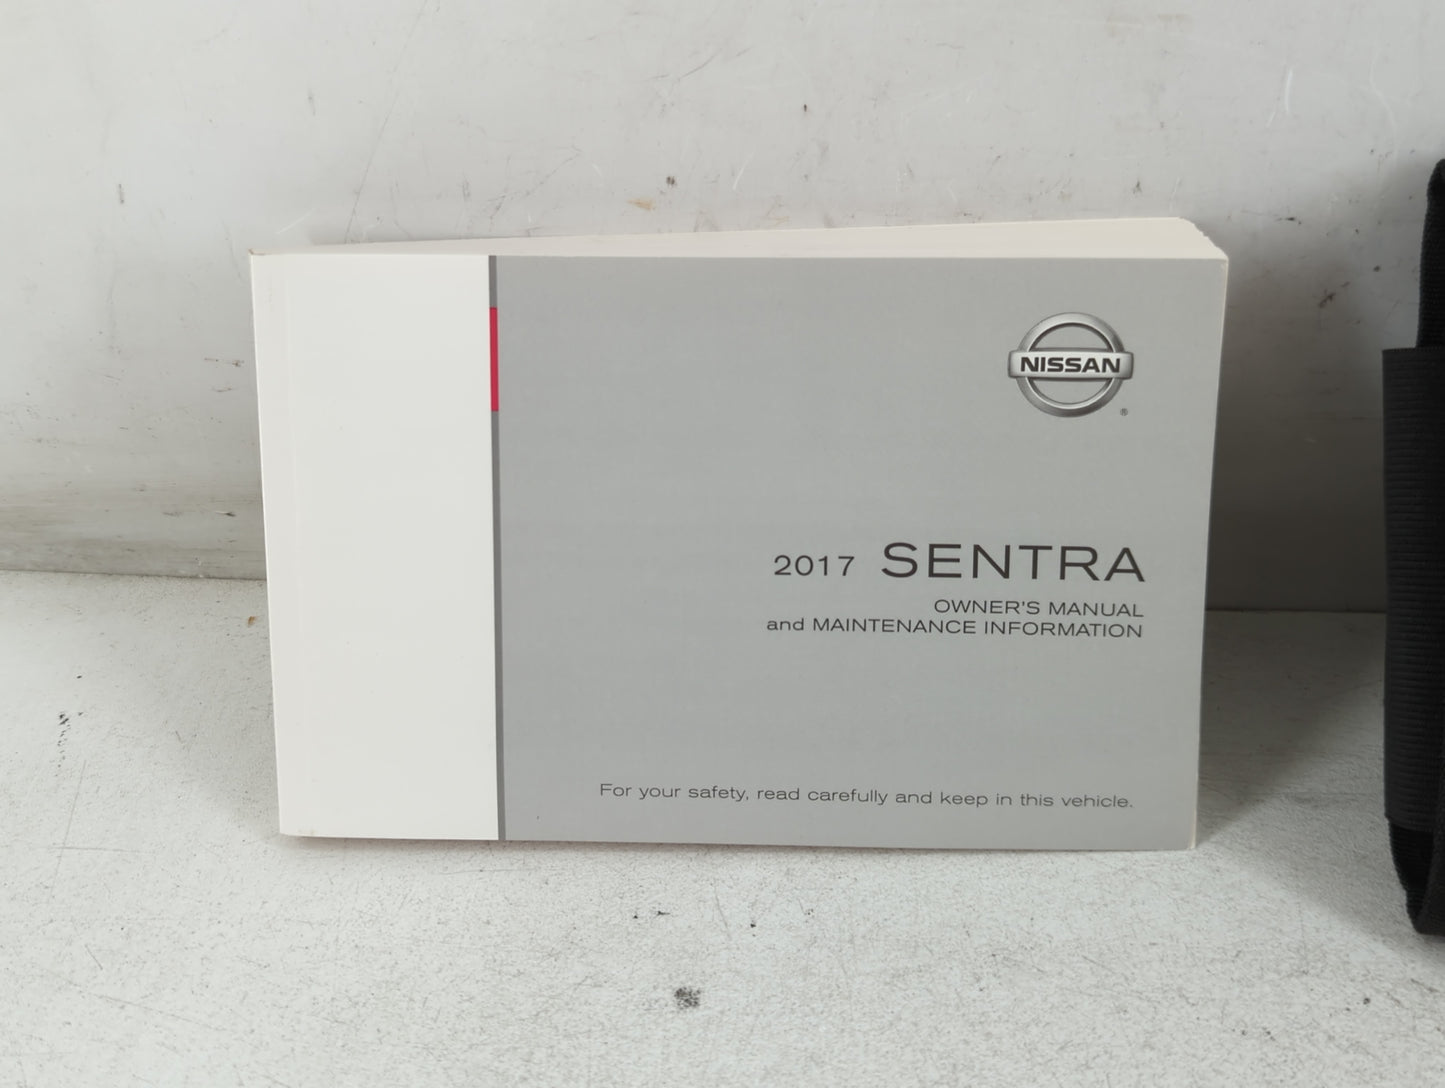 NISSAN
®
2017 SENTRA
OWNER'S MANUAL
and MAINTENANCE INFORMATION
For your safety, read carefully and keep in this vehicle.